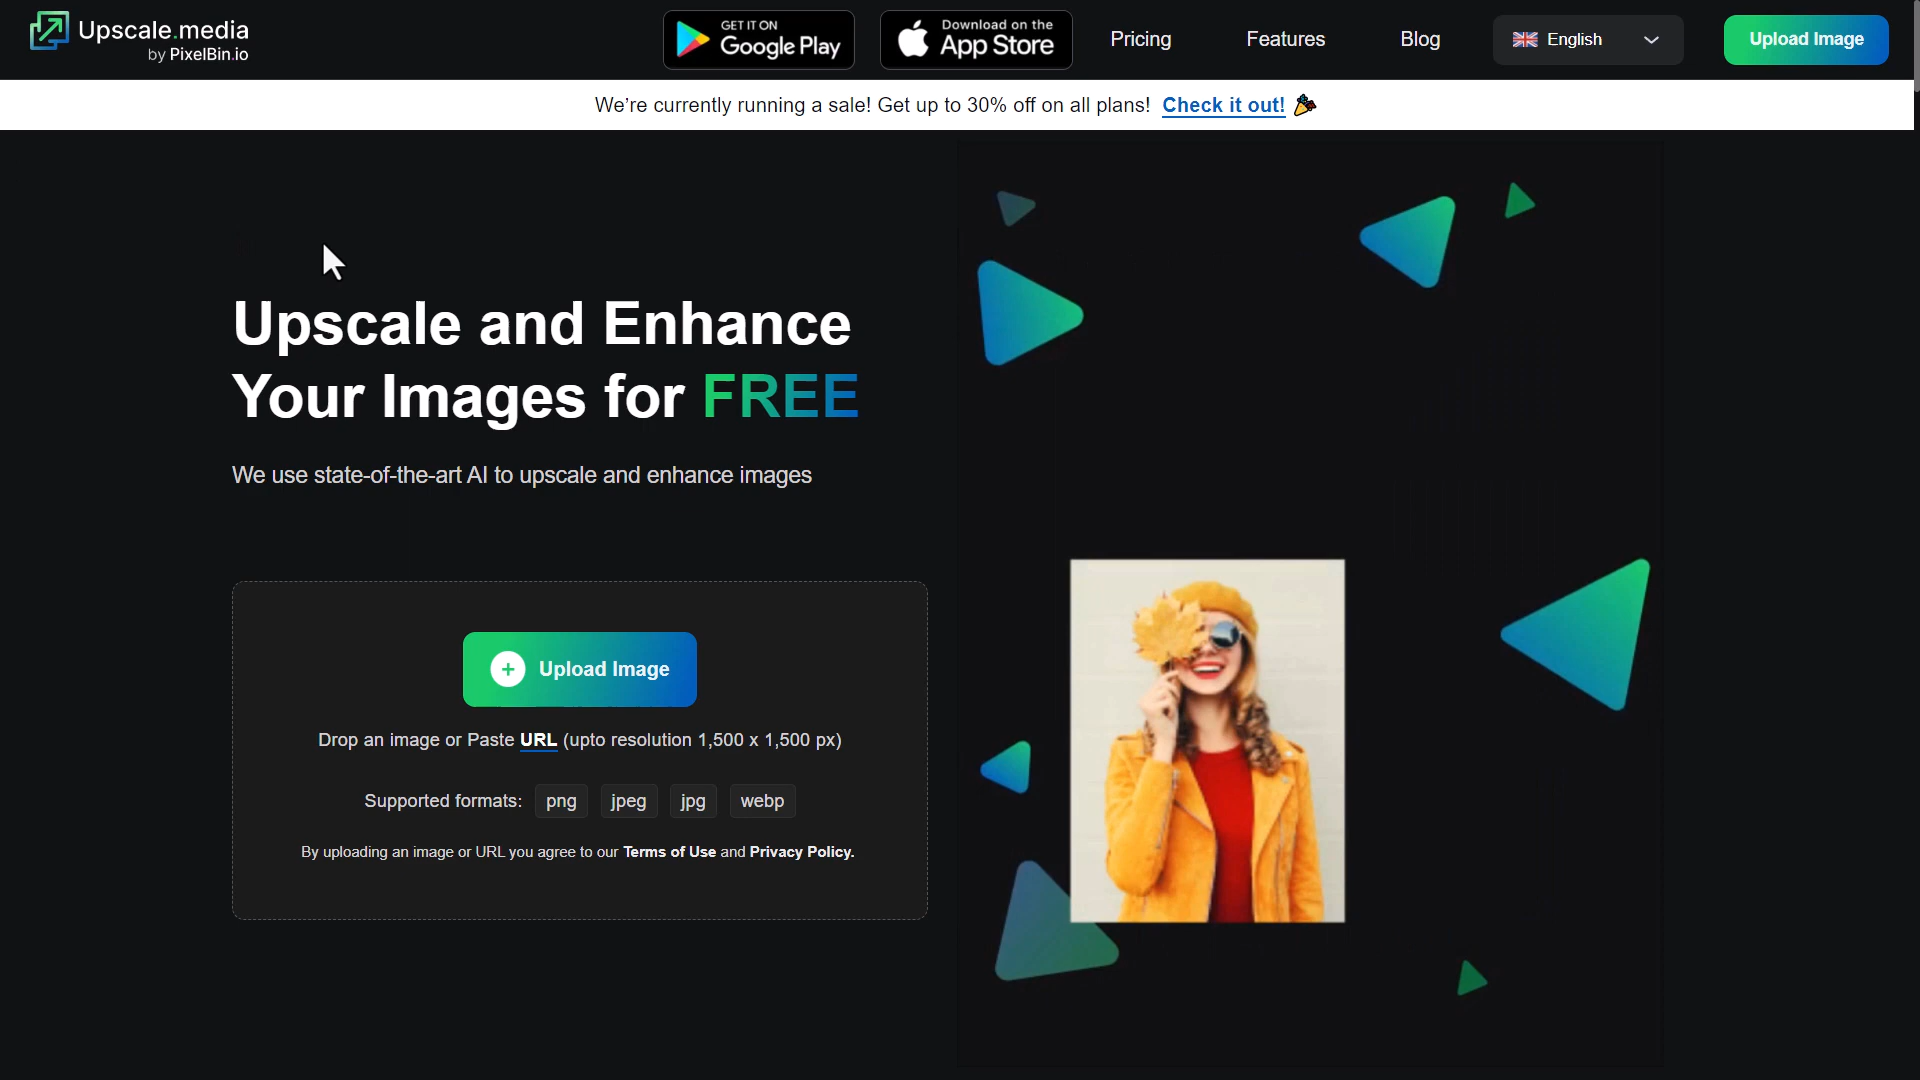 Upscale.media
by PixelBin.io
GET IT ON
Google Play
Download on the
App Store
Pricing
Features
Blog
English
Upload Image
We’re currently running a sale! Get up to 30% off on all plans! Check it out!
Upscale and Enhance
Your Images for FREE
We use state-of-the-art AI to upscale and enhance images
Upload Image
Drop an image or Paste URL (upto resolution 1,500 x 1,500 px)
Supported formats: png jpeg jpg webp
By uploading an image or URL you agree to our Terms of Use and Privacy Policy.